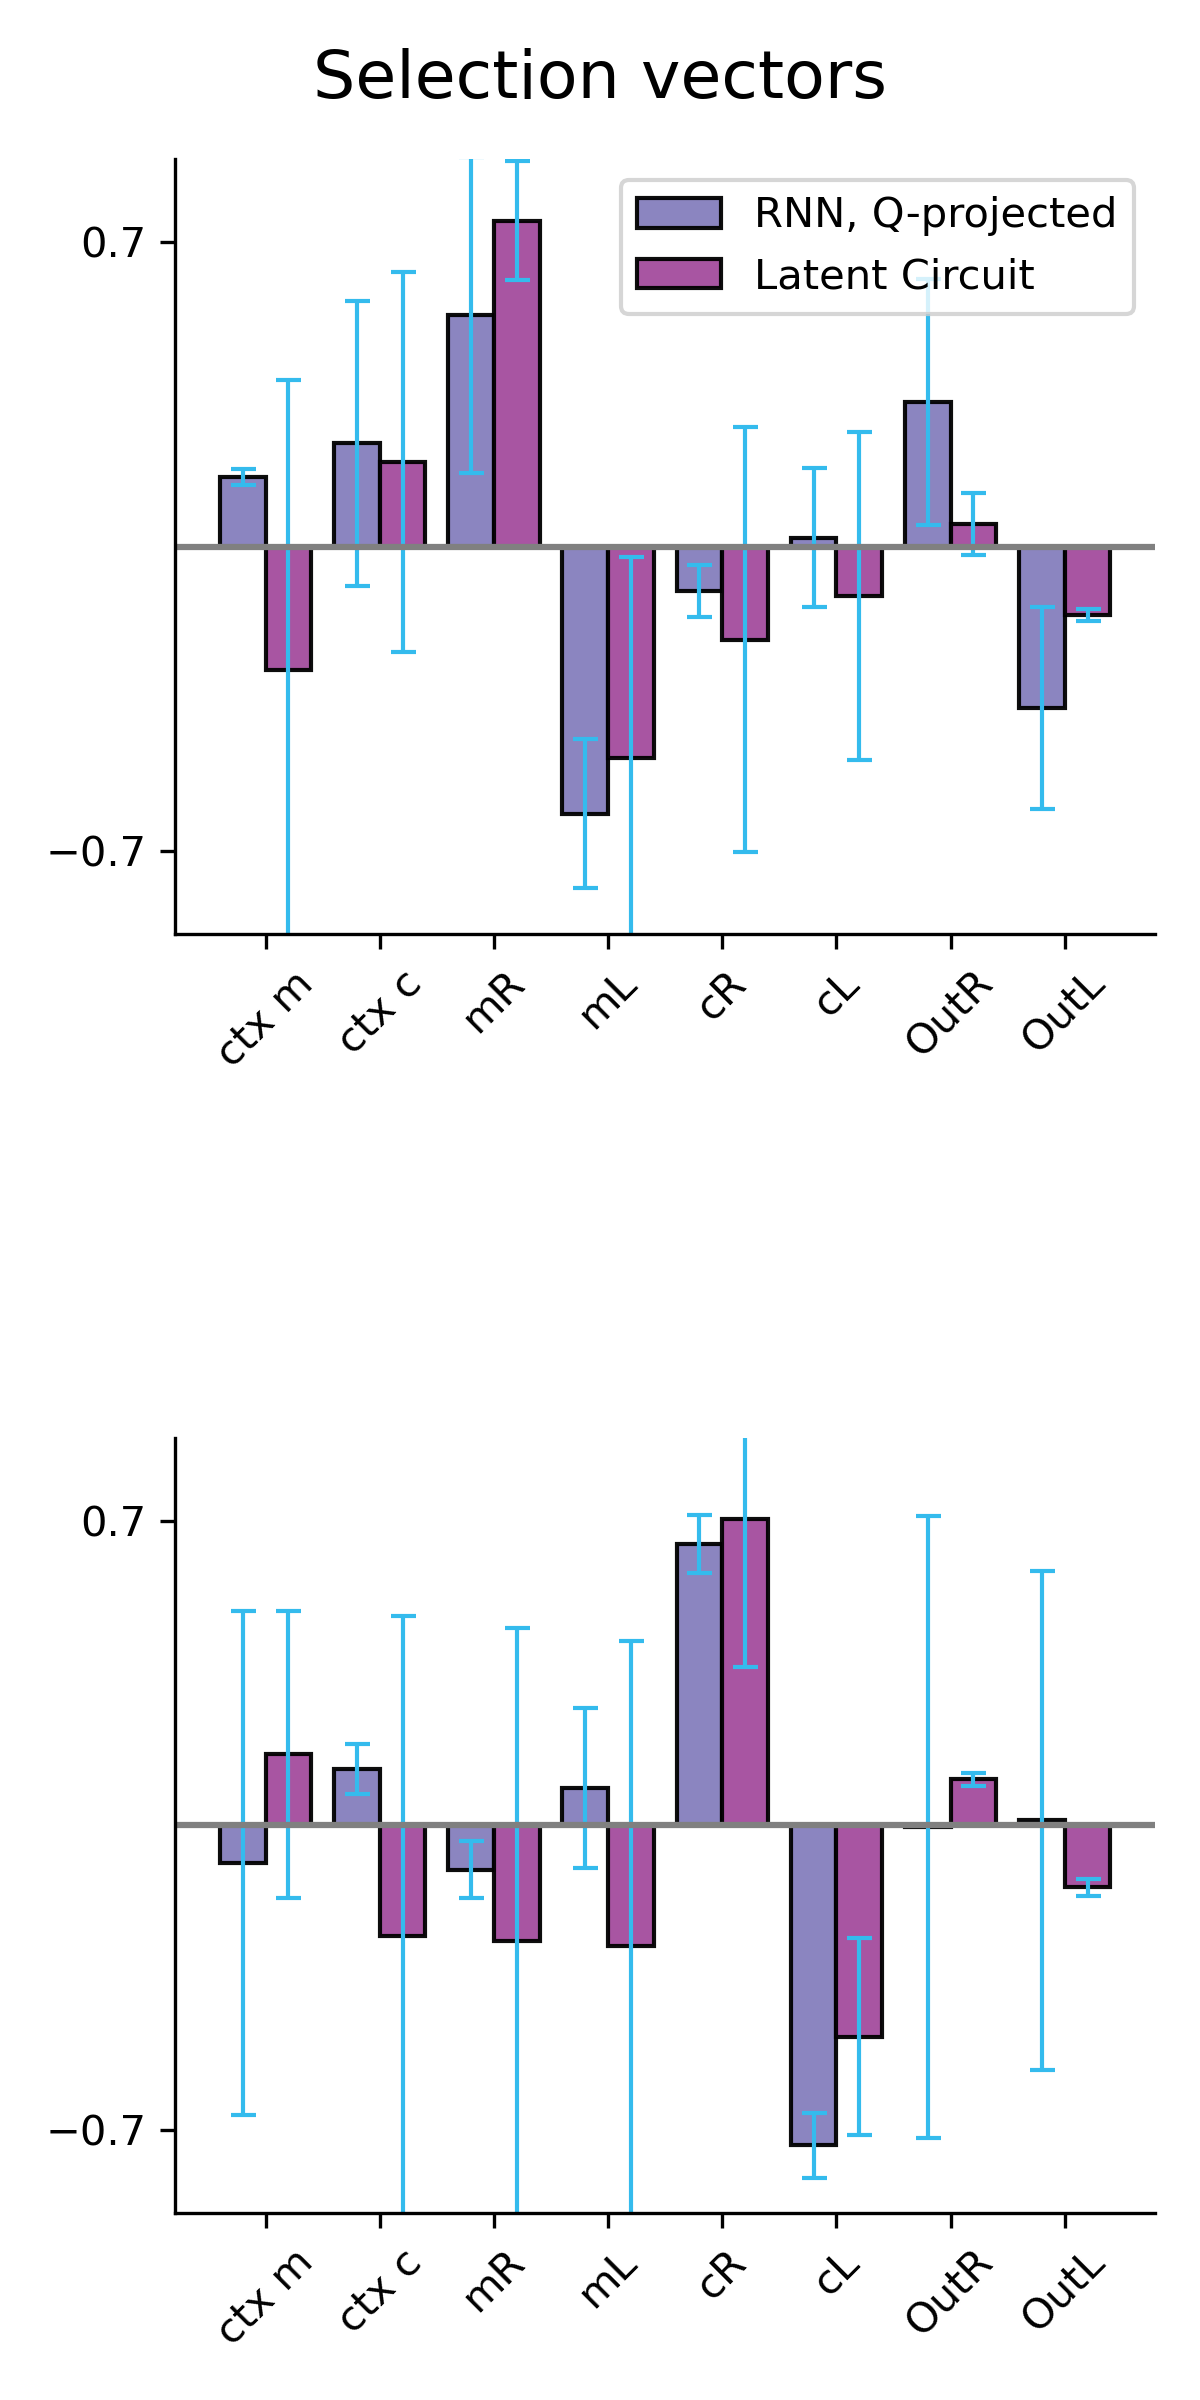 Selection vectors
RNN, Q-projected
Latent Circuit
0.7
−0.7
ctx m
ctx c
mR
mL
cR
cL
OutR
OutL
0.7
−0.7
ctx m
ctx c
mR
mL
cR
cL
OutR
OutL